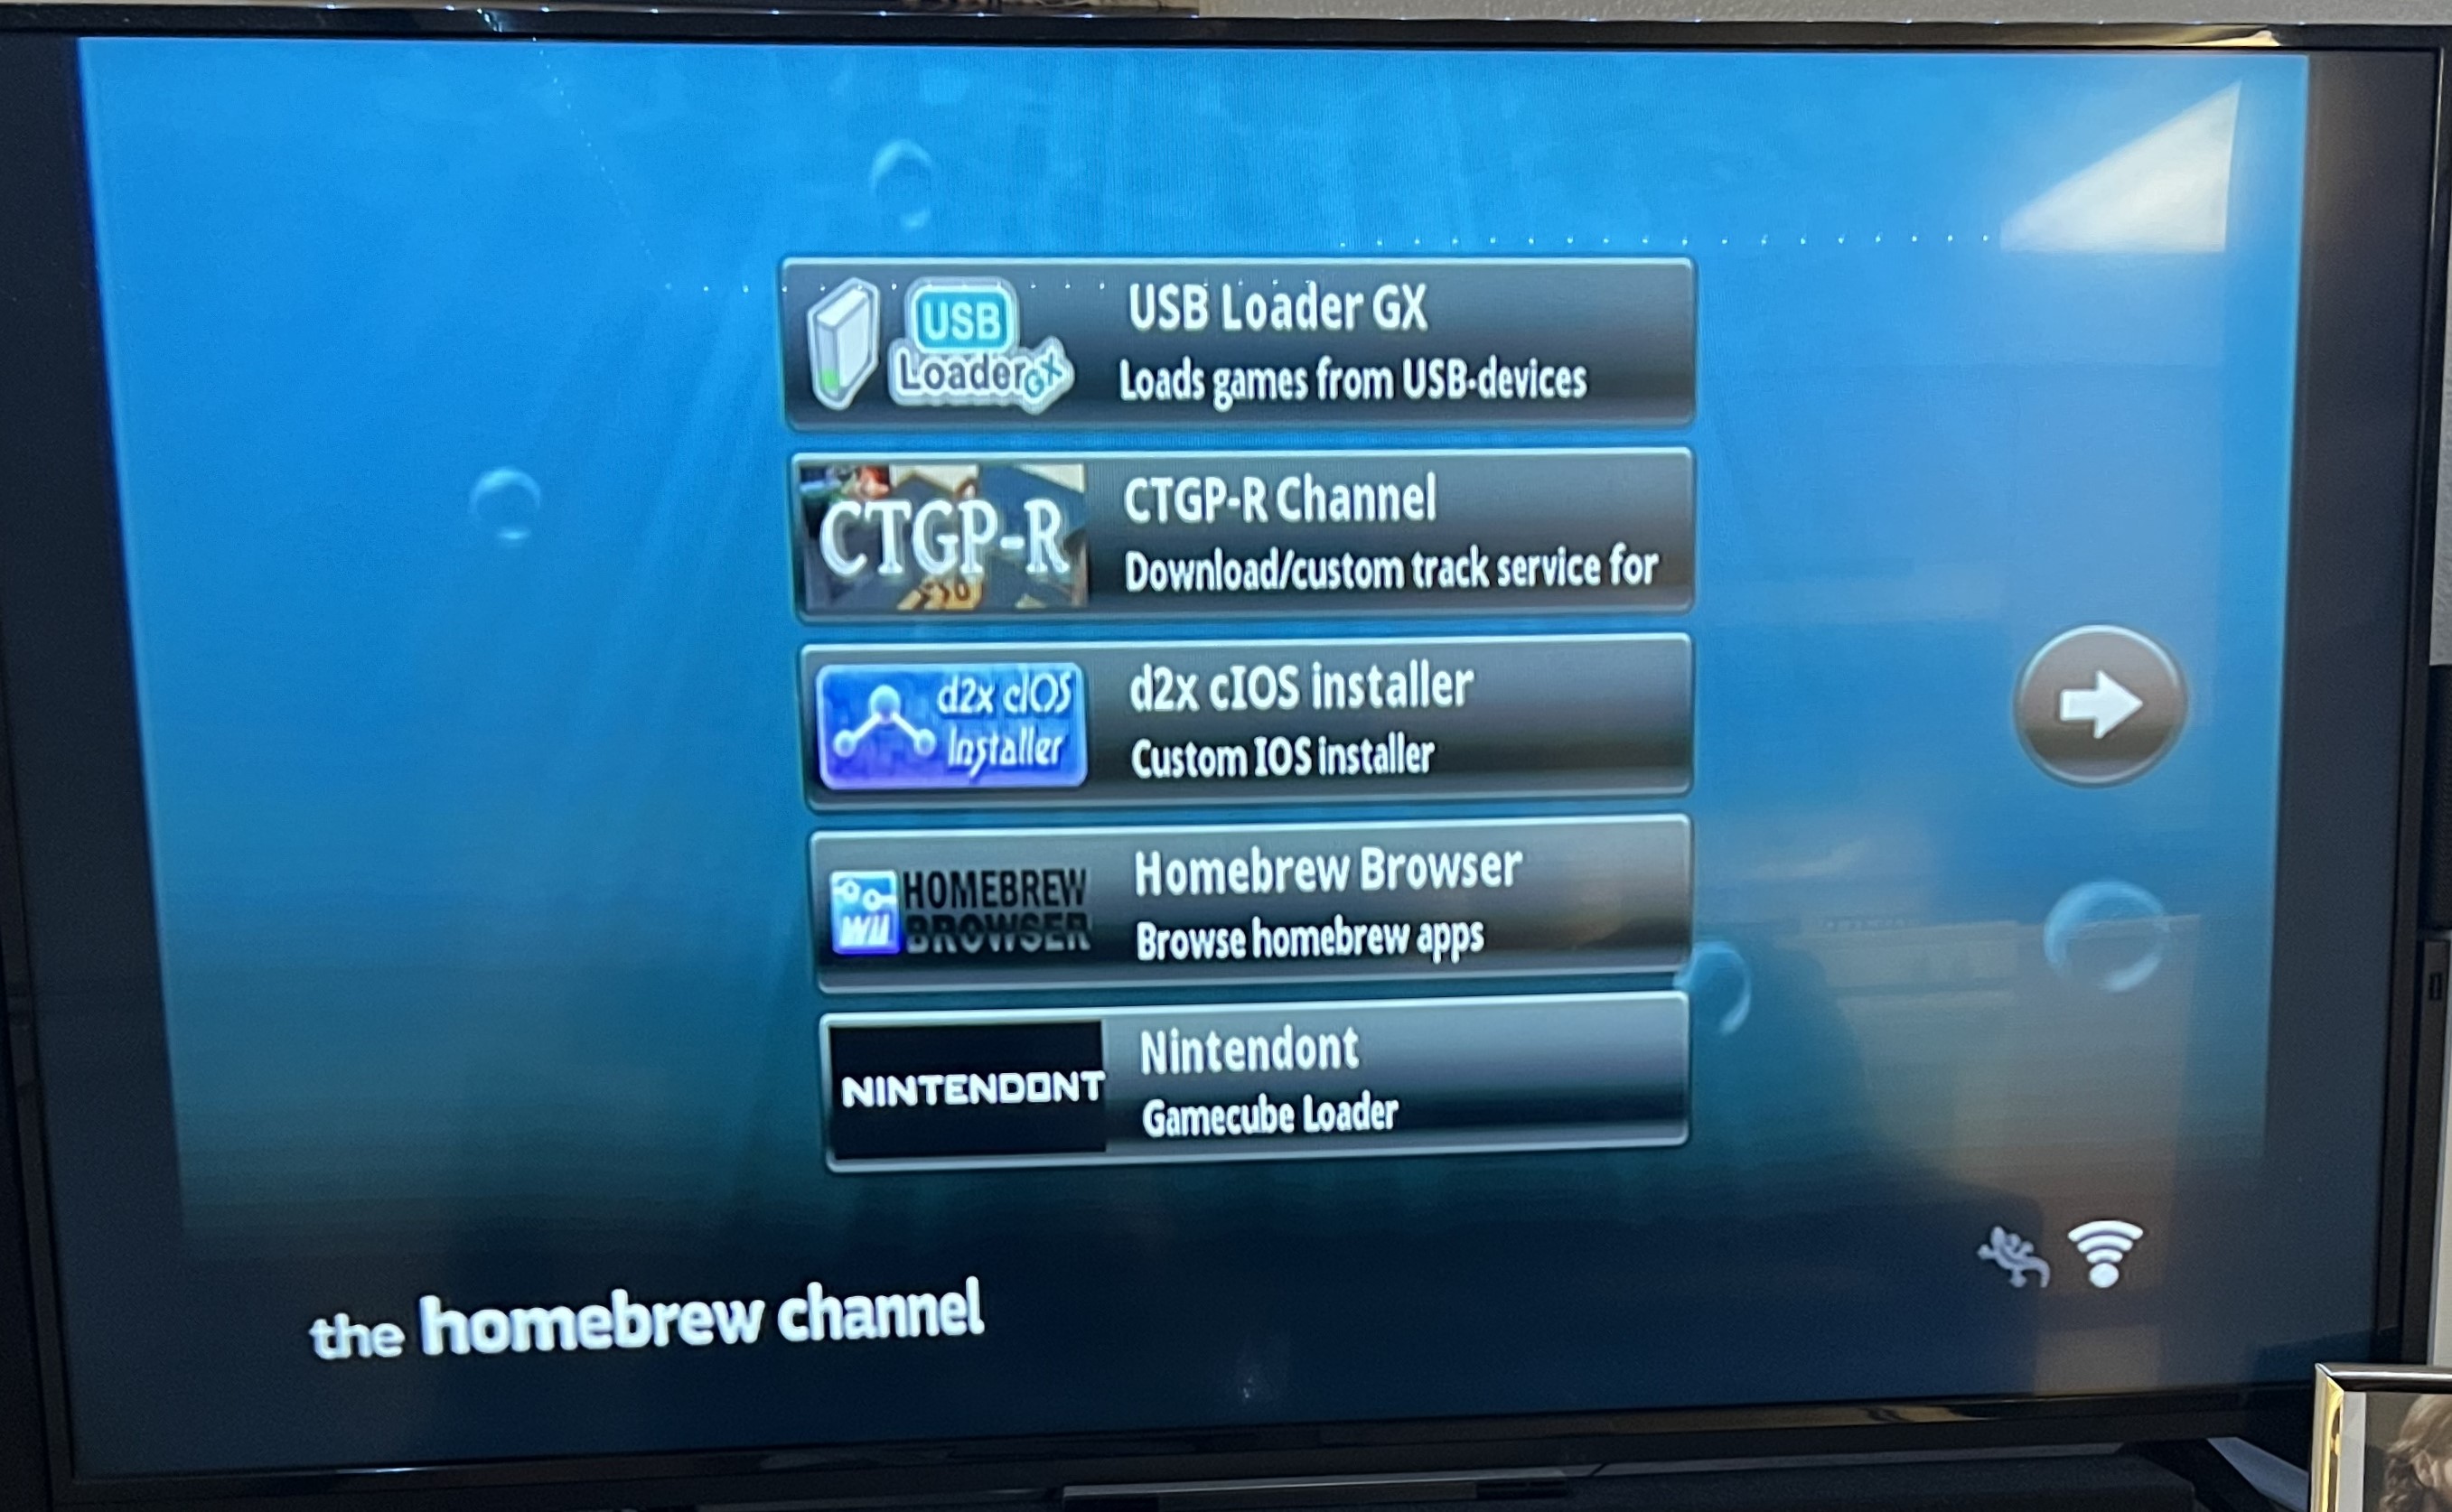 USB
Loader GX
USB Loader GX
Loads games from USB-devices
CTGP-R
CTGP-R Channel
Download/custom track service for
d2x cIOS
Installer
d2x cIOS installer
Custom IOS installer
Wii
HOMEBREW
BROWSER
Homebrew Browser
Browse homebrew apps
NINTENDONT
Nintendont
Gamecube Loader
the homebrew channel